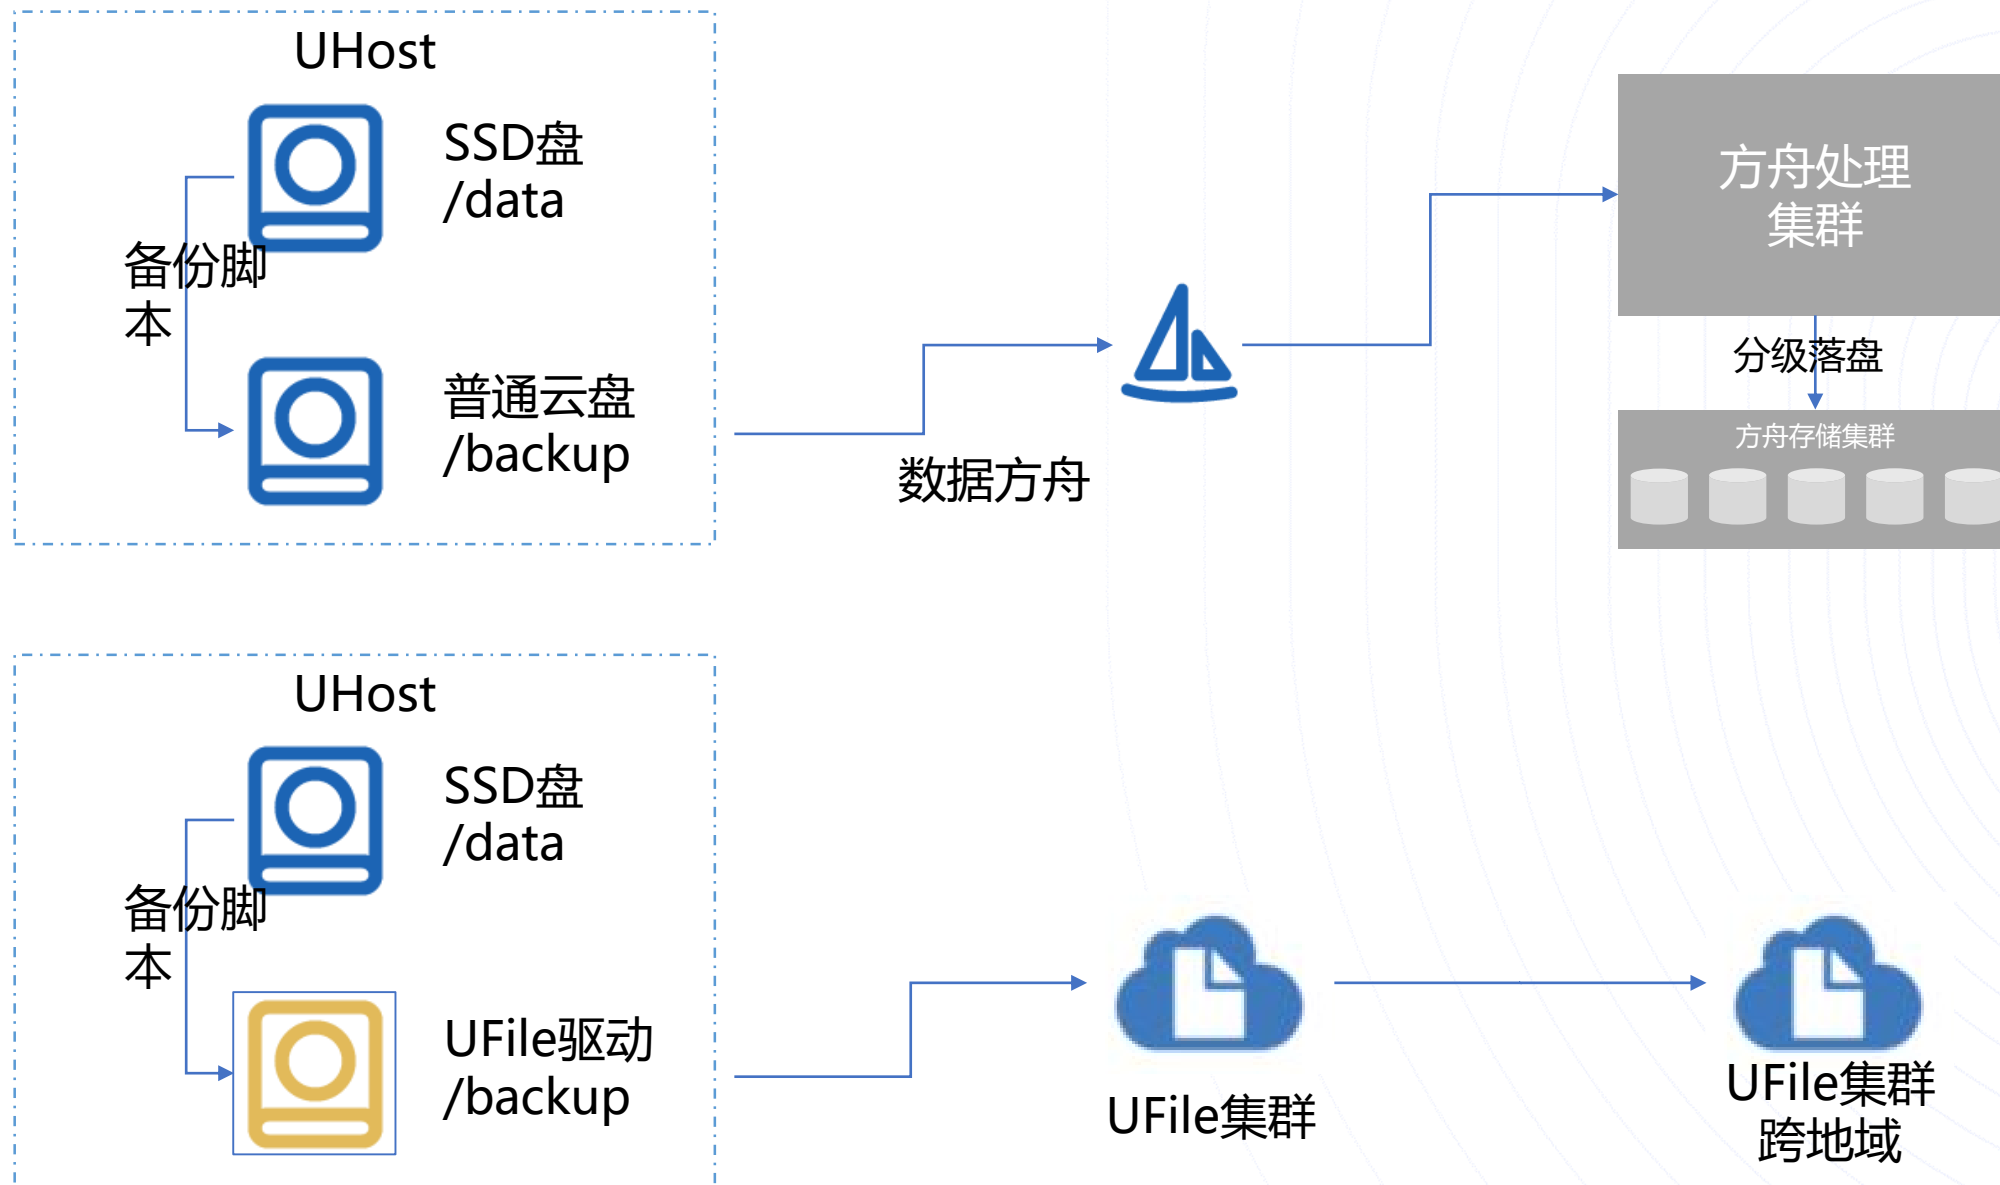 UHost
SSD盘
/data
备份脚
本
普通云盘
/backup
数据方舟
方舟处理
集群
分级落盘
方舟存储集群
UHost
SSD盘
/data
备份脚
本
UFile驱动
/backup
UFile集群
UFile集群
跨地域